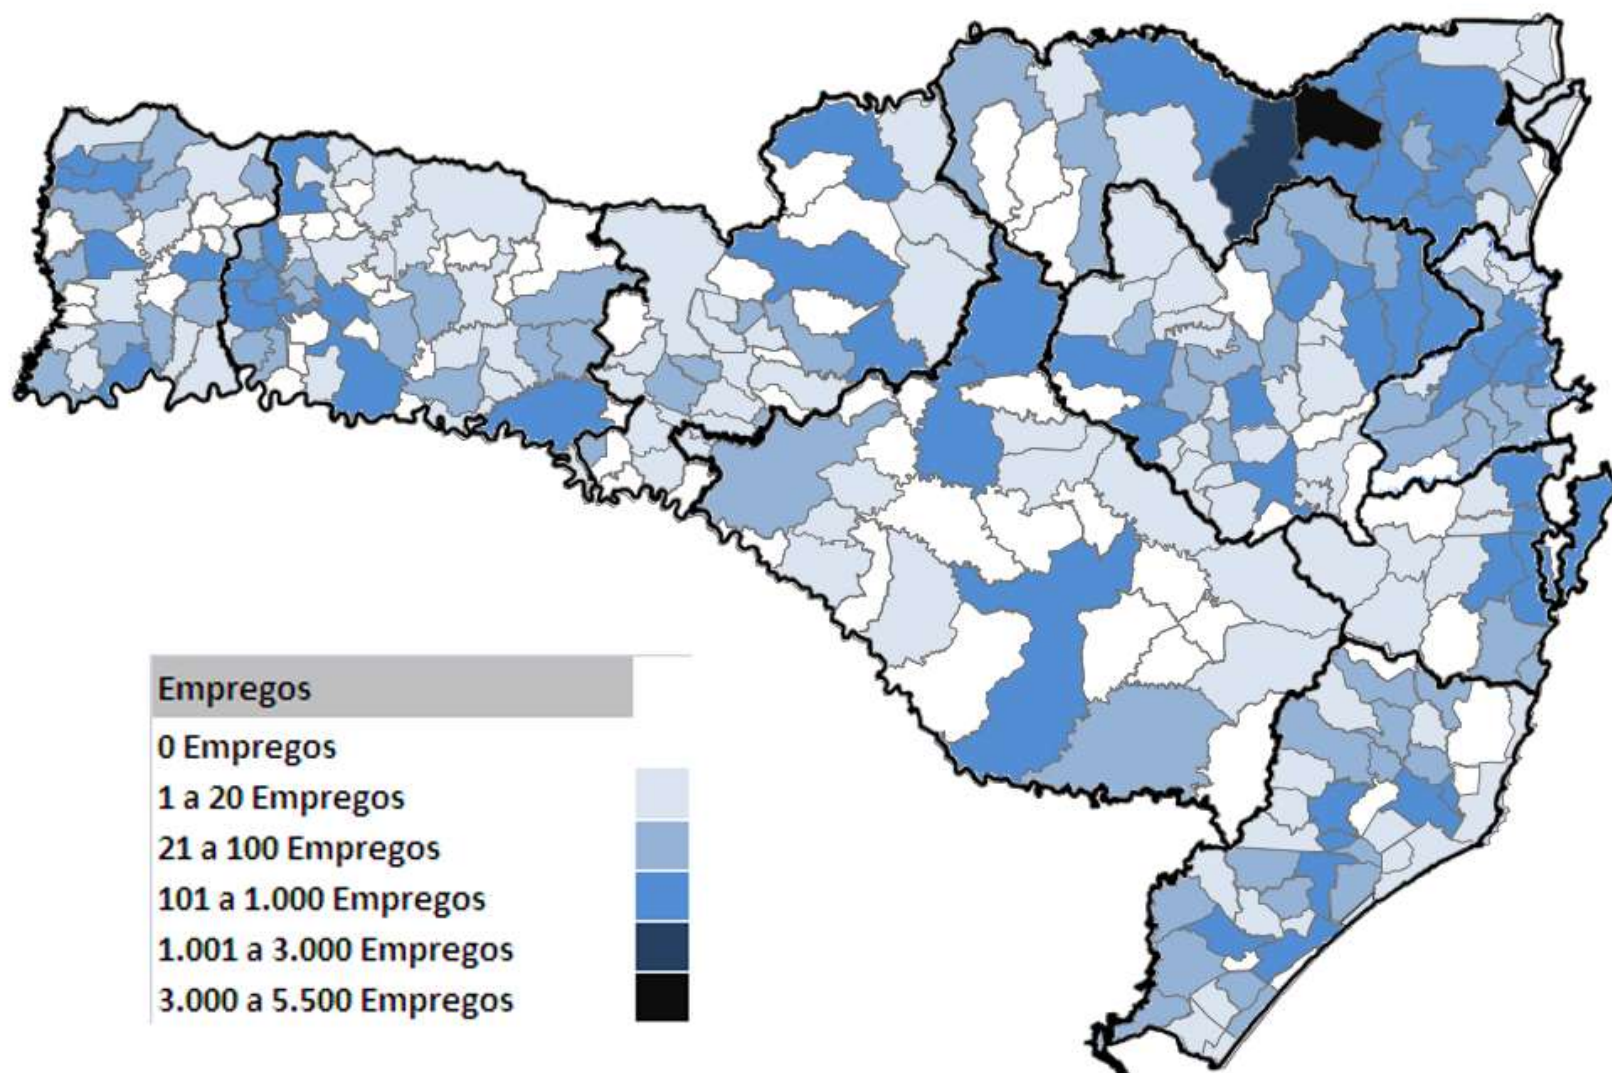 Empregos
0 Empregos
1 a 20 Empregos
21 a 100 Empregos
101 a 1.000 Empregos
1.001 a 3.000 Empregos
3.000 a 5.500 Empregos